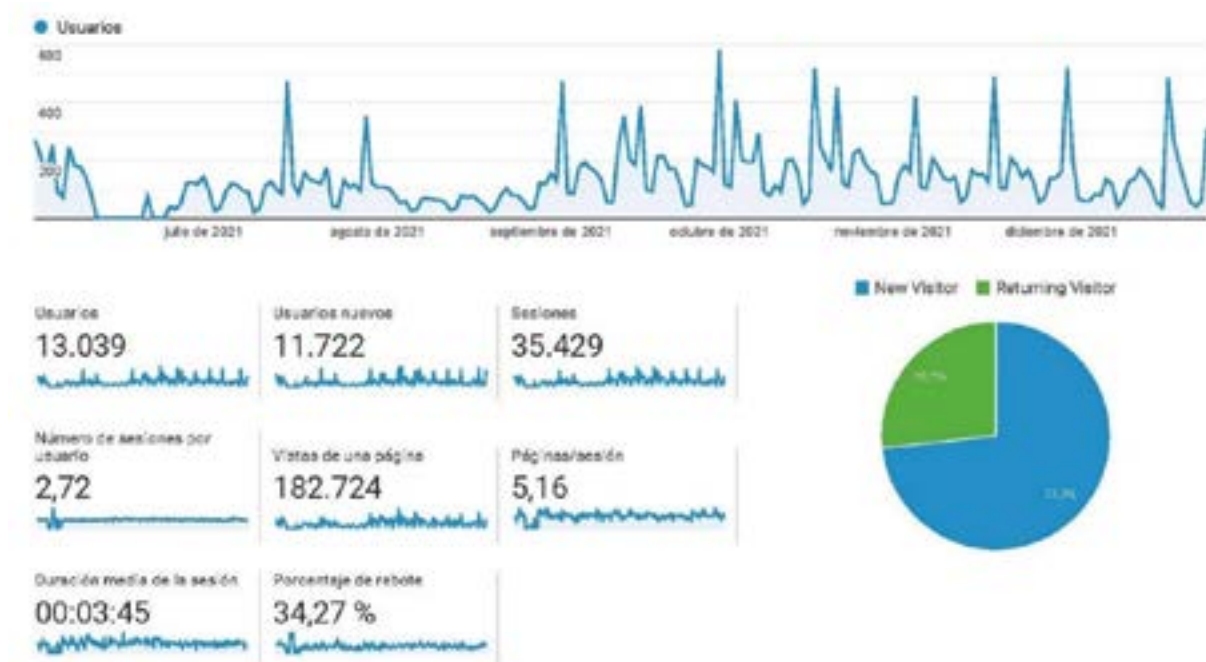 Usuarios
600
400
200
julio de 2021
agosto de 2021
septiembre de 2021
octubre de 2021
noviembre de 2021
diciembre de 2021
New Visitor
Returning Visitor
Usuarios
13.039
Usuarios nuevos
11.722
Sesiones
35.429
Número de sesiones por
usuario
2,72
Vistas de una página
182.724
Páginas/sesión
5,16
Duración media de la sesión
00:03:45
Porcentaje de rebote
34,27 %